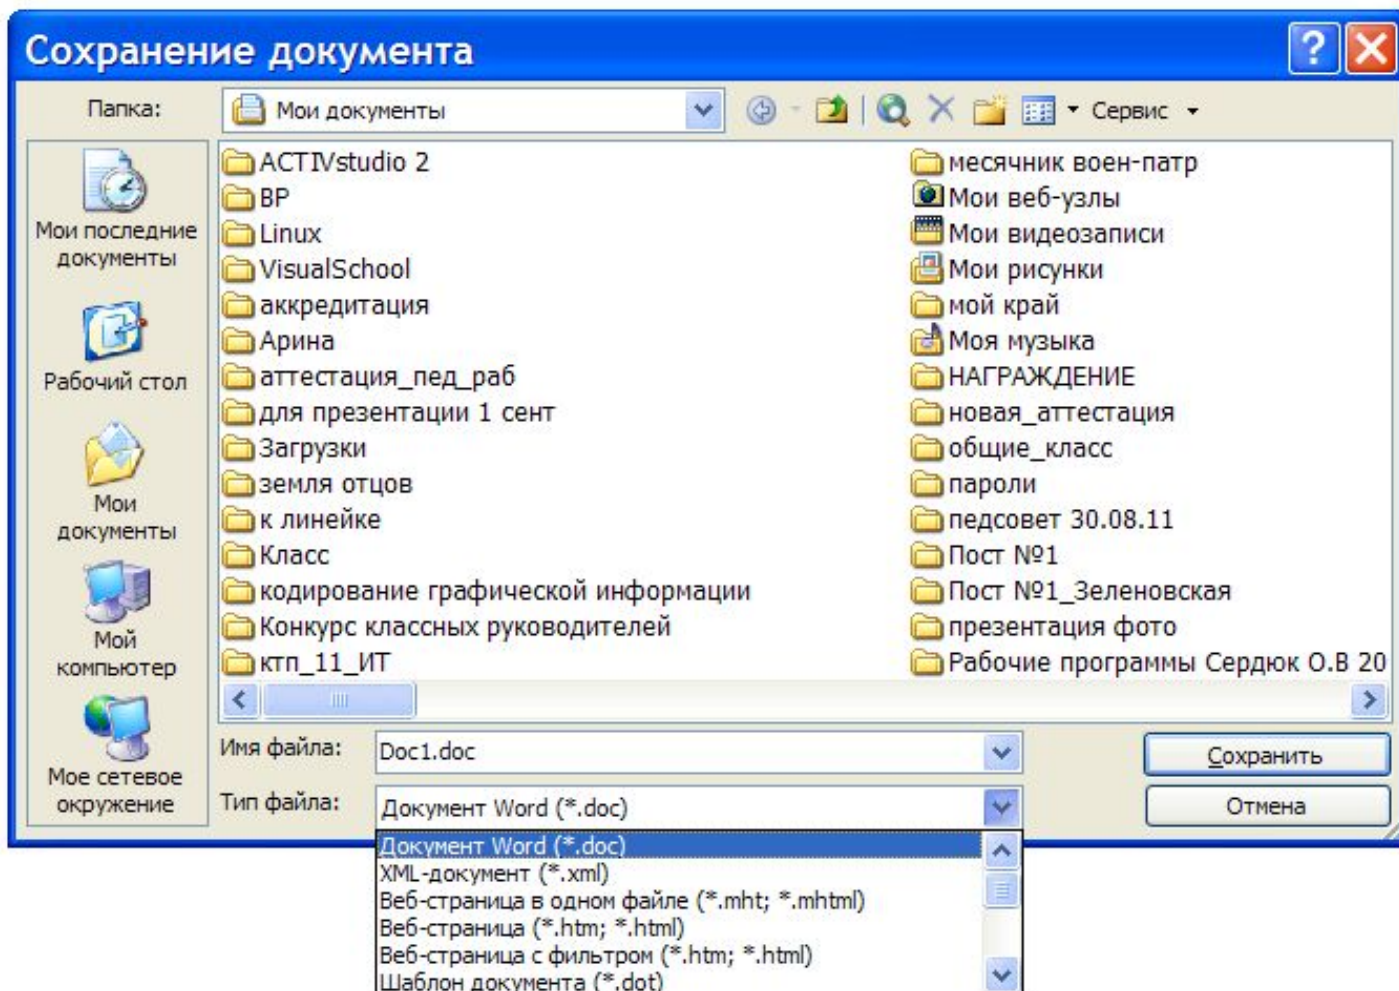 Сохранение документа
Папка:
Мои документы
Сервис
Мои последние
документы
Рабочий стол
Мои
документы
Мой
компьютер
Мое сетевое
окружение
ACTIVstudio 2
BP
Linux
VisualSchool
аккредитация
Арина
аттестация_пед_раб
для презентации 1 сент
Загрузки
земля отцов
к линейке
Класс
кодирование графической информации
Конкурс классных руководителей
ктп_11_ИТ
месячник воен-патр
Мои веб-узлы
Мои видеозаписи
Мои рисунки
мой край
Моя музыка
НАГРАЖДЕНИЕ
новая_аттестация
общие_класс
пароли
педсовет 30.08.11
Пост №1
Пост №1_Зеленовская
презентация фото
Рабочие программы Сердюк О.В 20
Имя файла:
Doc1.doc
Сохранить
Тип файла:
Документ Word (*.doc)
Отмена
Документ Word (*.doc)
XML-документ (*.xml)
Веб-страница в одном файле (*.mht; *.mhtml)
Веб-страница (*.htm; *.html)
Веб-страница с фильтром (*.htm; *.html)
Шаблон документа (*.dot)